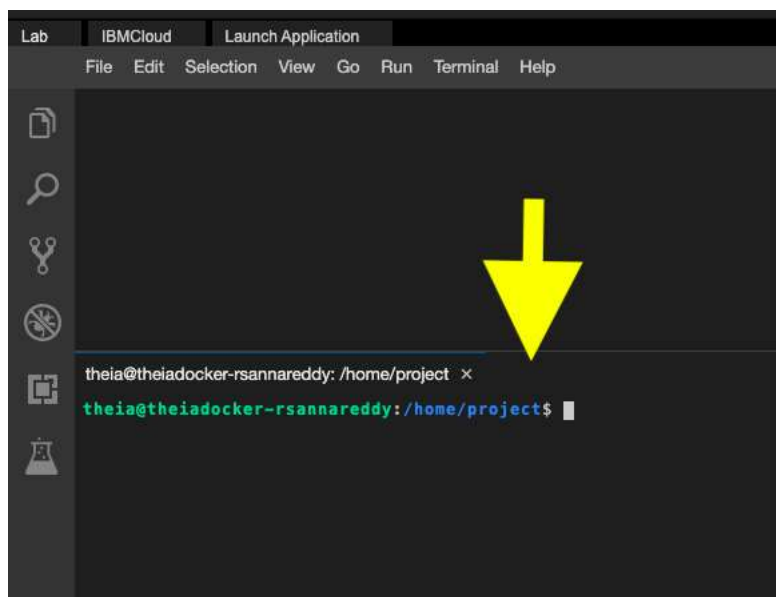 Lab IBMCloud Launch Application
File Edit Selection View Go Run Terminal Help
theia@theiadocker-rsannareddy: /home/project ×
theia@theiadocker-rsannareddy:/home/project$